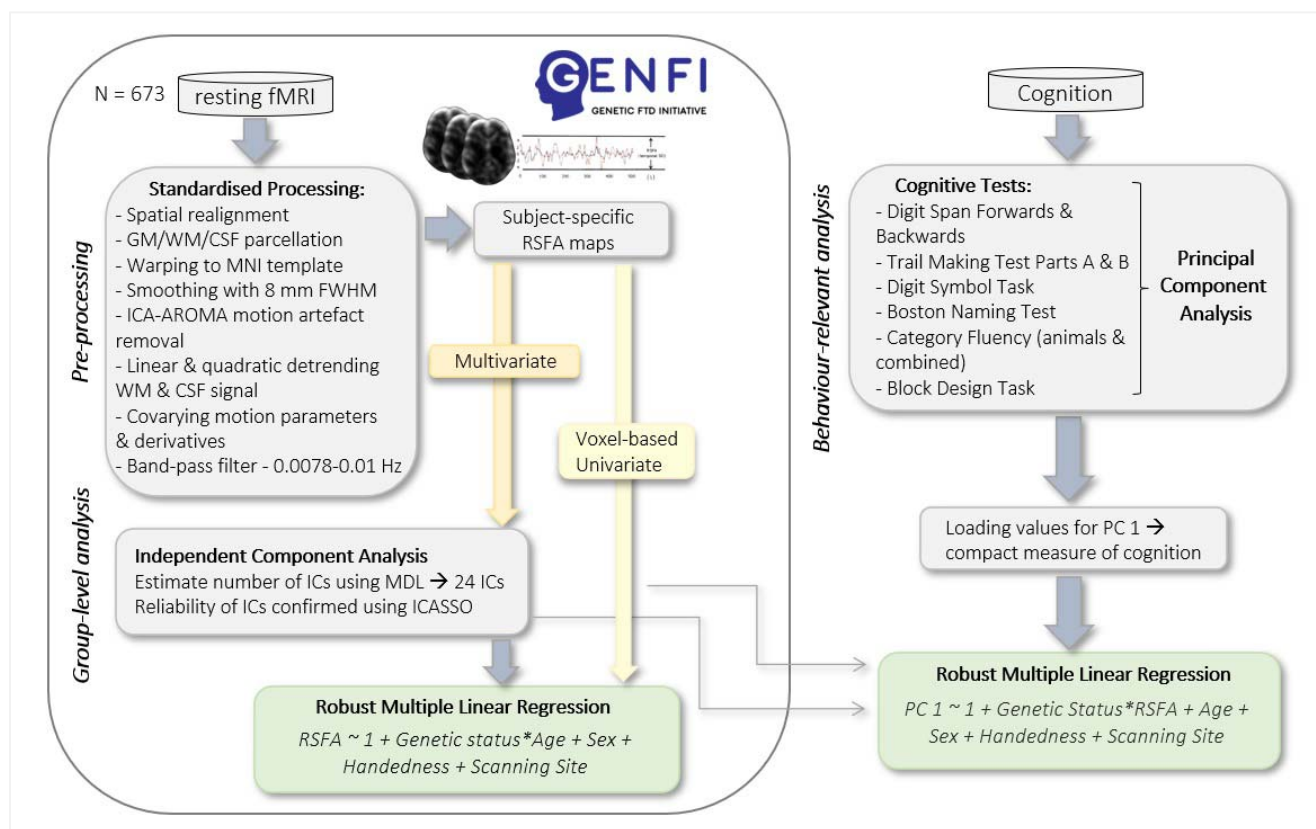 N = 673
resting fMRI
GENFI
GENETIC FTD INITIATIVE
Pre-processing
Standardised Processing:
- Spatial realignment
- GM/WM/CSF parcellation
- Warping to MNI template
- Smoothing with 8 mm FWHM
- ICA-AROMA motion artefact
removal
- Linear & quadratic detrending
WM & CSF signal
- Covarying motion parameters
& derivatives
- Band-pass filter - 0.0078-0.01 Hz
0 100 200 300 400 500
Subject-specific
RSFA maps
Multivariate
Voxel-based
Univariate
Group-level analysis
Independent Component Analysis
Estimate number of ICs using MDL → 24 ICs
Reliability of ICs confirmed using ICASSO
Robust Multiple Linear Regression
RSFA ~ 1 + Genetic status*Age + Sex +
Handedness + Scanning Site
Cognition
Behaviour-relevant analysis
Cognitive Tests:
- Digit Span Forwards &
Backwards
- Trail Making Test Parts A & B
- Digit Symbol Task
- Boston Naming Test
- Category Fluency (animals &
combined)
- Block Design Task
Principal
Component
Analysis
Loading values for PC 1 →
compact measure of cognition
Robust Multiple Linear Regression
PC 1 ~ 1 + Genetic Status*RSFA + Age +
Sex + Handedness + Scanning Site